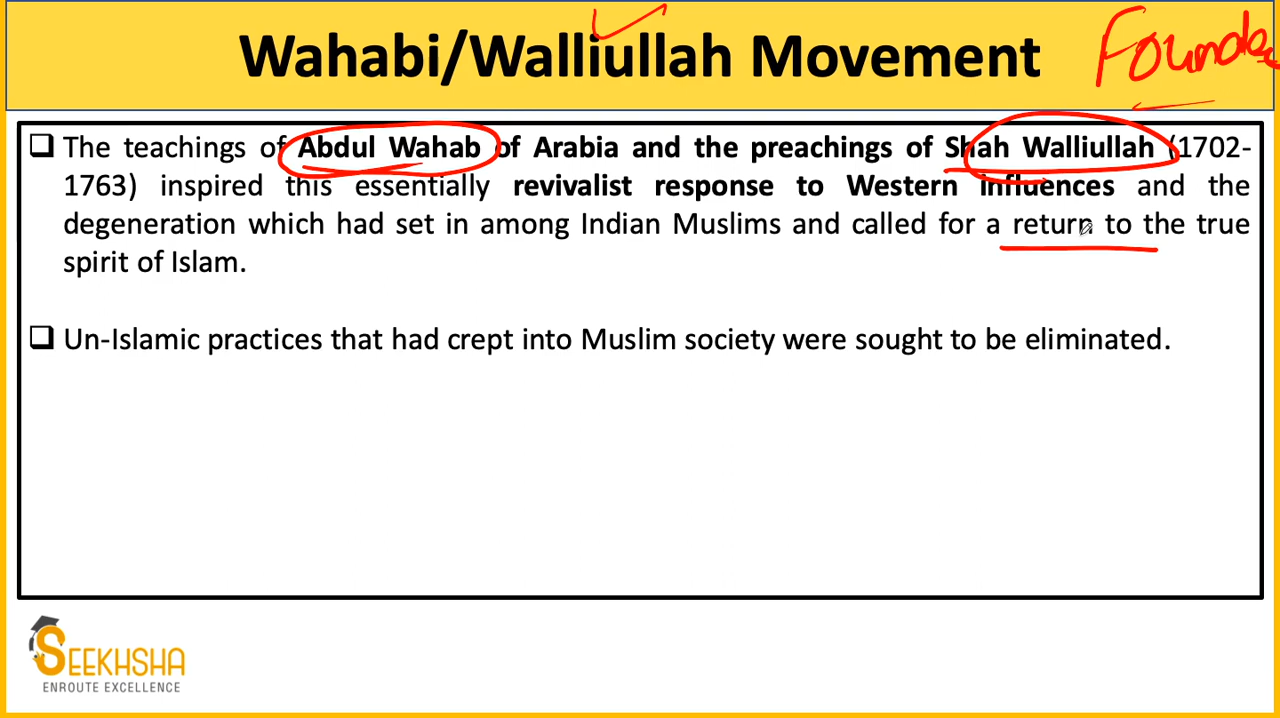 Wahabi/Walliullah Movement
❑ The teachings of Abdul Wahab of Arabia and the preachings of Shah Walliullah (1702-
1763) inspired this essentially revivalist response to Western influences and the
degeneration which had set in among Indian Muslims and called for a return to the true
spirit of Islam.
❑ Un-Islamic practices that had crept into Muslim society were sought to be eliminated.
SEEKHSHA
ENROUTE EXCELLENCE